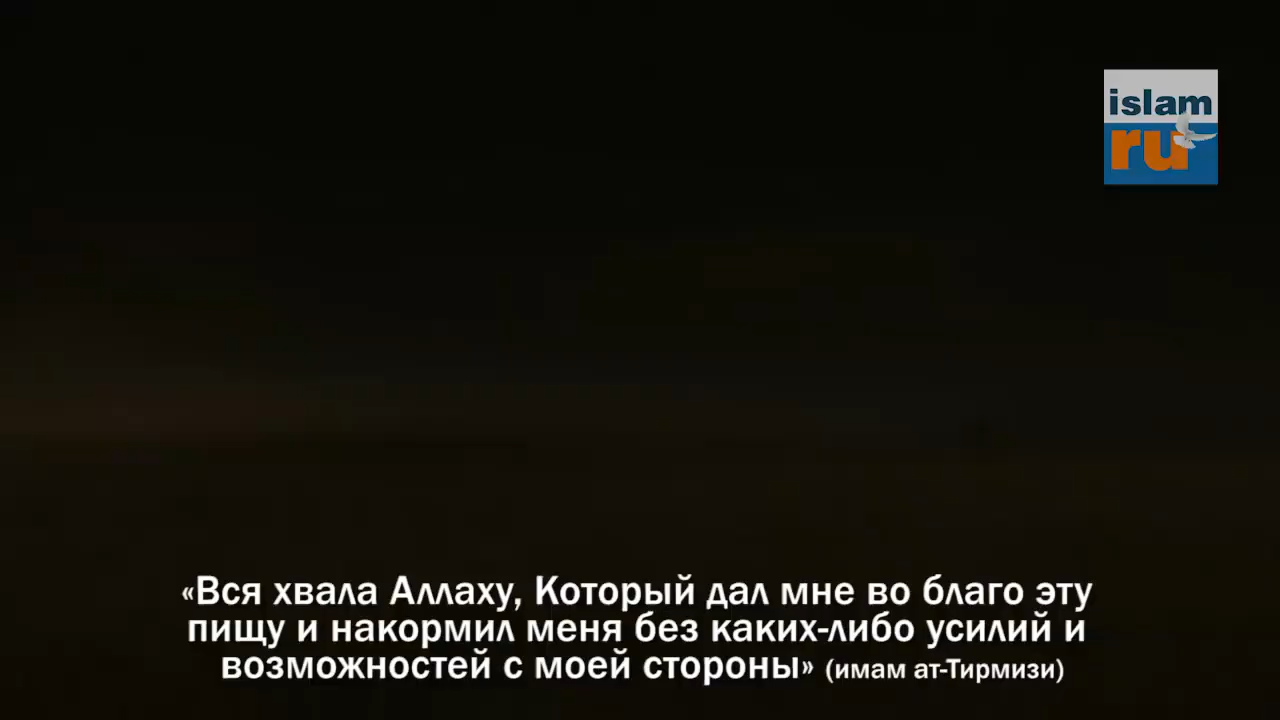 islam
ru
«Вся хвала Аллаху, Который дал мне во благо эту
пищу и накормил меня без каких-либо усилий и
возможностей с моей стороны» (имам ат-Тирмизи)